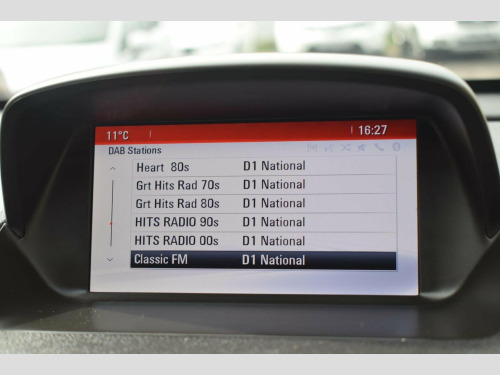 11°C 16:27
DAB Stations
Heart 80s D1 National
Grt Hits Rad 70s D1 National
Grt Hits Rad 80s D1 National
HITS RADIO 90s D1 National
HITS RADIO 00s D1 National
Classic FM D1 National